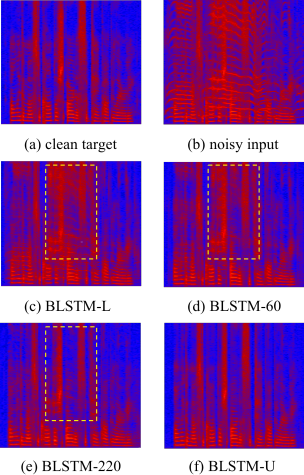 (a) clean target
(b) noisy input
(c) BLSTM-L
(d) BLSTM-60
(e) BLSTM-220
(f) BLSTM-U